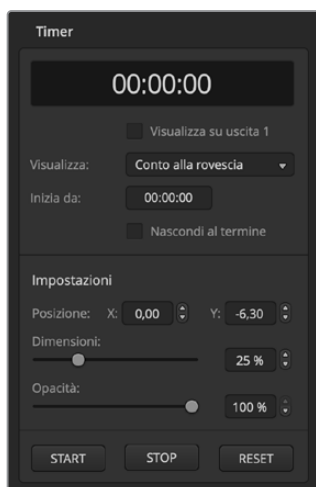 Timer
00:00:00
Visualizza su uscita 1
Visualizza: Conto alla rovescia
Inizia da: 00:00:00
Nascondi al termine
Impostazioni
Posizione: X: 0,00 Y: -6,30
Dimensioni:
25 %
Opacità:
100 %
START STOP RESET